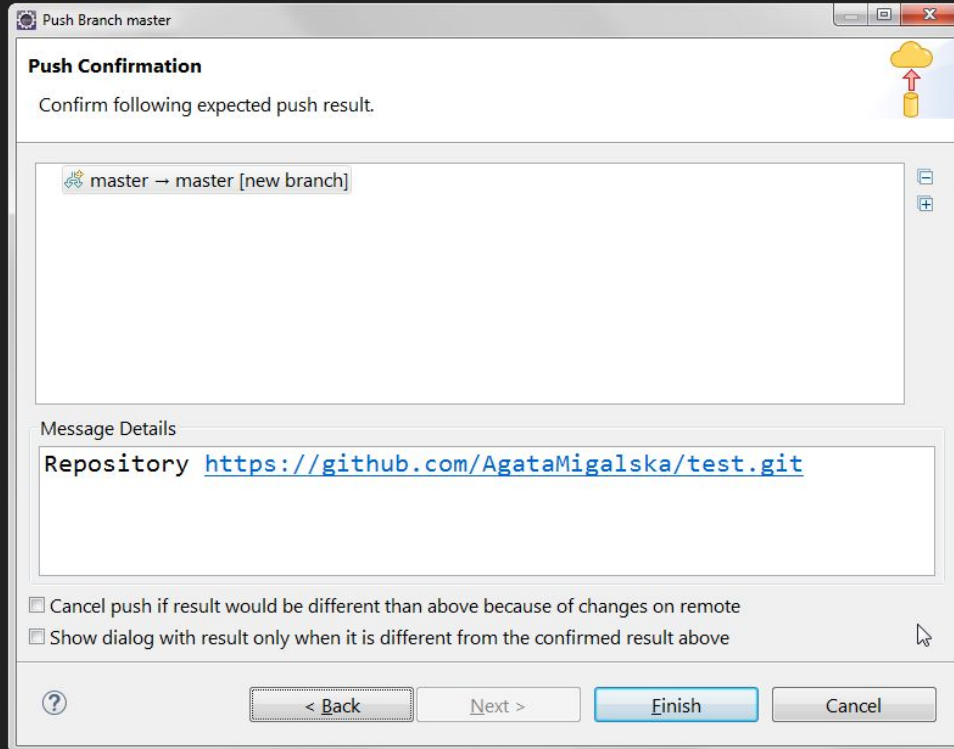 Push Branch master
Push Confirmation
Confirm following expected push result.
master → master [new branch]
Message Details
Repository https://github.com/AgataMigalska/test.git
Cancel push if result would be different than above because of changes on remote
Show dialog with result only when it is different from the confirmed result above
< Back
Next >
Finish
Cancel